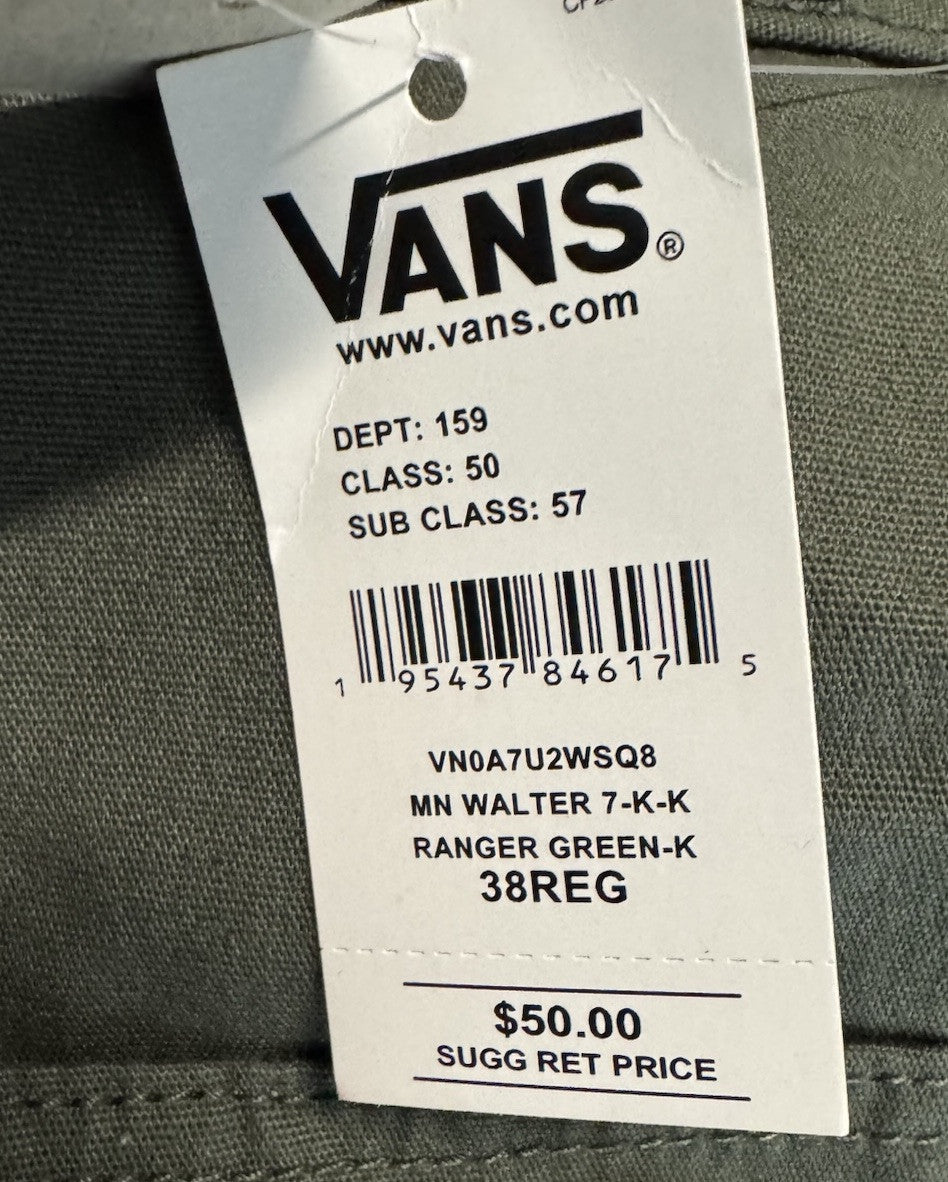 VANS®
www.vans.com
DEPT: 159
CLASS: 50
SUB CLASS: 57
1 95437 84617 5
VN0A7U2WSQ8
MN WALTER 7-K-K
RANGER GREEN-K
38REG
$50.00
SUGG RET PRICE